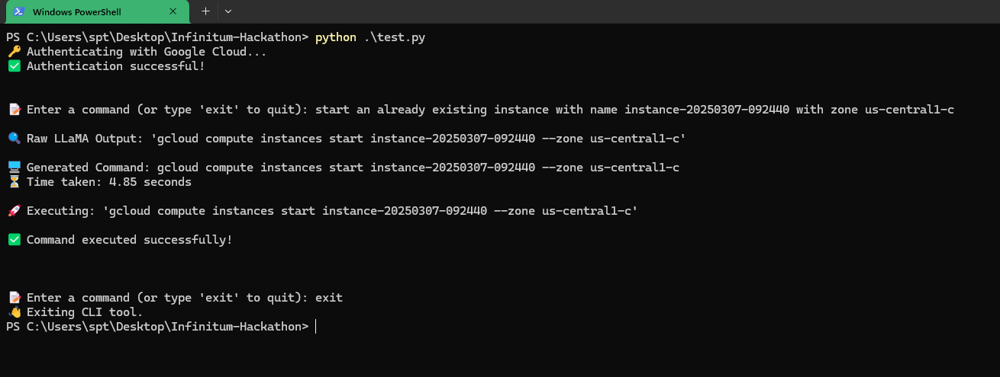 Windows PowerShell
PS C:\Users\spt\Desktop\Infinitum-Hackathon> python .\test.py
🔑 Authenticating with Google Cloud...
✅ Authentication successful!
📝 Enter a command (or type 'exit' to quit): start an already existing instance with name instance-20250307-092440 with zone us-central1-c
🔍 Raw LLaMA Output: 'gcloud compute instances start instance-20250307-092440 --zone us-central1-c'
🖥️ Generated Command: gcloud compute instances start instance-20250307-092440 --zone us-central1-c
⏳ Time taken: 4.85 seconds
🚀 Executing: 'gcloud compute instances start instance-20250307-092440 --zone us-central1-c'
✅ Command executed successfully!
📝 Enter a command (or type 'exit' to quit): exit
👋 Exiting CLI tool.
PS C:\Users\spt\Desktop\Infinitum-Hackathon>